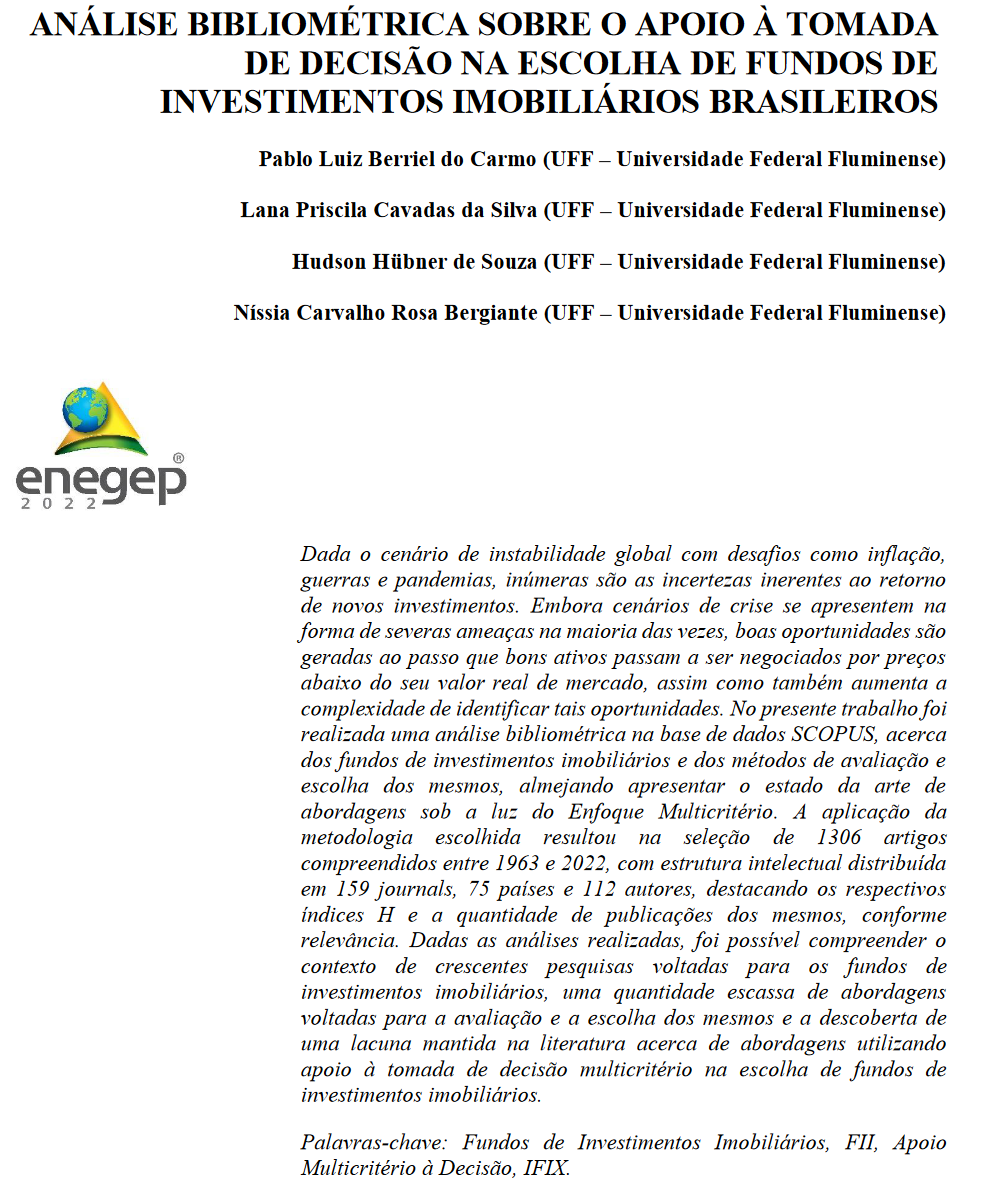 ANÁLISE BIBLIOMÉTRICA SOBRE O APOIO À TOMADA
DE DECISÃO NA ESCOLHA DE FUNDOS DE
INVESTIMENTOS IMOBILIÁRIOS BRASILEIROS
Pablo Luiz Berriel do Carmo (UFF – Universidade Federal Fluminense)
Lana Priscila Cavadas da Silva (UFF – Universidade Federal Fluminense)
Hudson Hübner de Souza (UFF – Universidade Federal Fluminense)
Níssia Carvalho Rosa Bergiante (UFF – Universidade Federal Fluminense)
enegep®
2022
Dada o cenário de instabilidade global com desafios como inflação,
guerras e pandemias, inúmeras são as incertezas inerentes ao retorno
de novos investimentos. Embora cenários de crise se apresentem na
forma de severas ameaças na maioria das vezes, boas oportunidades são
geradas ao passo que bons ativos passam a ser negociados por preços
abaixo do seu valor real de mercado, assim como também aumenta a
complexidade de identificar tais oportunidades. No presente trabalho foi
realizada uma análise bibliométrica na base de dados SCOPUS, acerca
dos fundos de investimentos imobiliários e dos métodos de avaliação e
escolha dos mesmos, almejando apresentar o estado da arte de
abordagens sob a luz do Enfoque Multicritério. A aplicação da
metodologia escolhida resultou na seleção de 1306 artigos
compreendidos entre 1963 e 2022, com estrutura intelectual distribuída
em 159 journals, 75 países e 112 autores, destacando os respectivos
índices H e a quantidade de publicações dos mesmos, conforme
relevância. Dadas as análises realizadas, foi possível compreender o
contexto de crescentes pesquisas voltadas para os fundos de
investimentos imobiliários, uma quantidade escassa de abordagens
voltadas para a avaliação e a escolha dos mesmos e a descoberta de
uma lacuna mantida na literatura acerca de abordagens utilizando
apoio à tomada de decisão multicritério na escolha de fundos de
investimentos imobiliários.
Palavras-chave: Fundos de Investimentos Imobiliários, FII, Apoio
Multicritério à Decisão, IFIX.